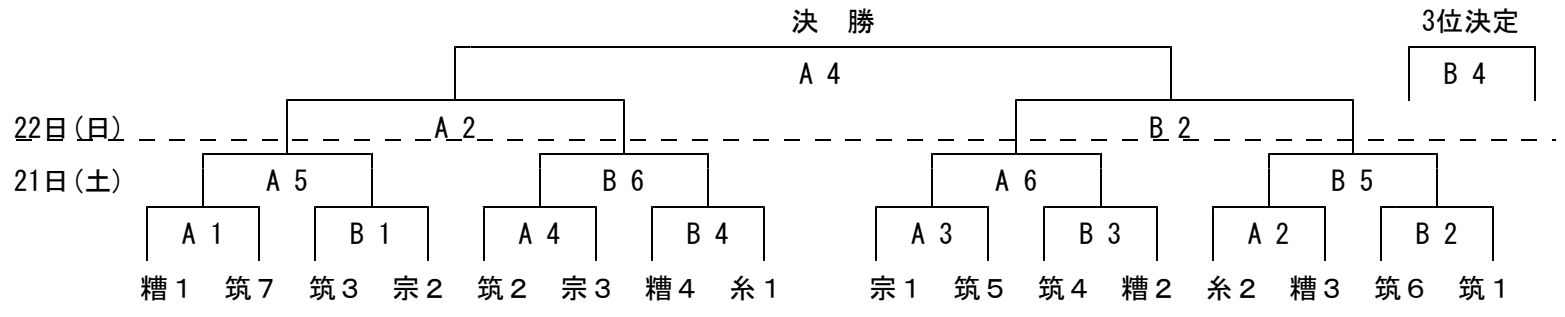 決 勝 3位決定
A 4 B 4
22日(日) A 2 B 2
21日(土) A 5 B 6 A 6 B 5
A 1 B 1 A 4 B 4 A 3 B 3 A 2 B 2
糟1 筑7 筑3 宗2 筑2 宗3 糟4 糸1 宗1 筑5 筑4 糟2 糸2 糟3 筑6 筑1